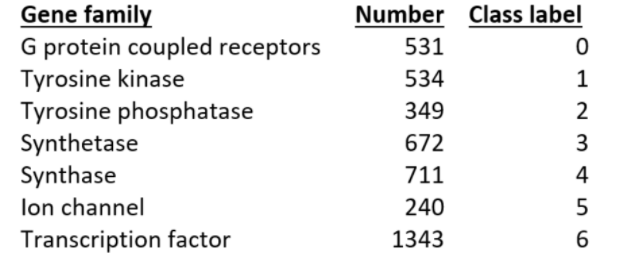 Gene family Number Class label
G protein coupled receptors 531 0
Tyrosine kinase 534 1
Tyrosine phosphatase 349 2
Synthetase 672 3
Synthase 711 4
Ion channel 240 5
Transcription factor 1343 6